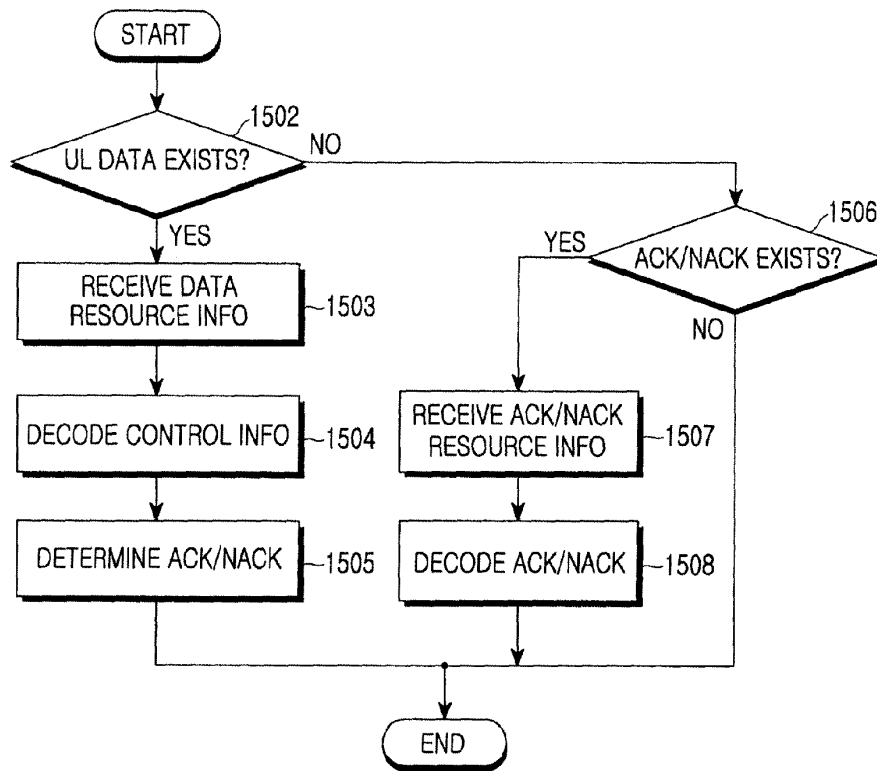 START
1502
UL DATA EXISTS?
NO
YES
1506
ACK/NACK EXISTS?
YES
NO
RECEIVE DATA
RESOURCE INFO
1503
DECODE CONTROL INFO
1504
DETERMINE ACK/NACK
1505
RECEIVE ACK/NACK
RESOURCE INFO
1507
DECODE ACK/NACK
1508
END